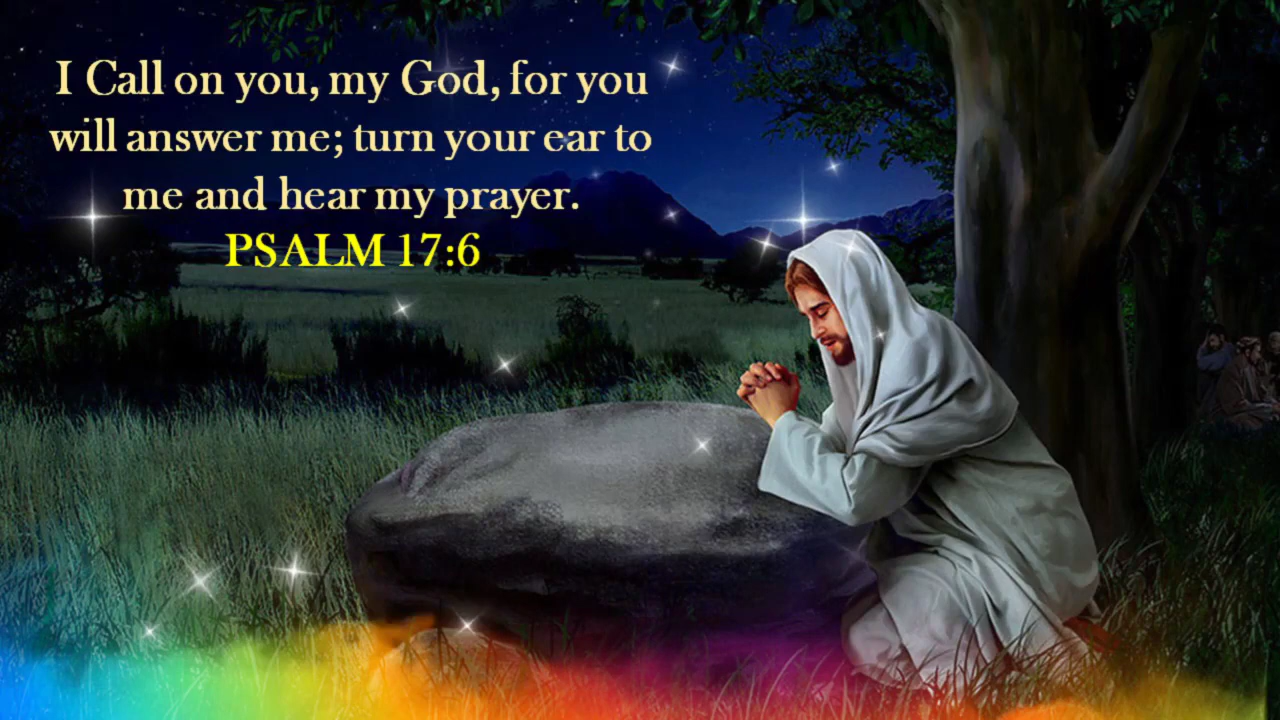 I Call on you, my God, for you
will answer me; turn your ear to
me and hear my prayer.
PSALM 17:6